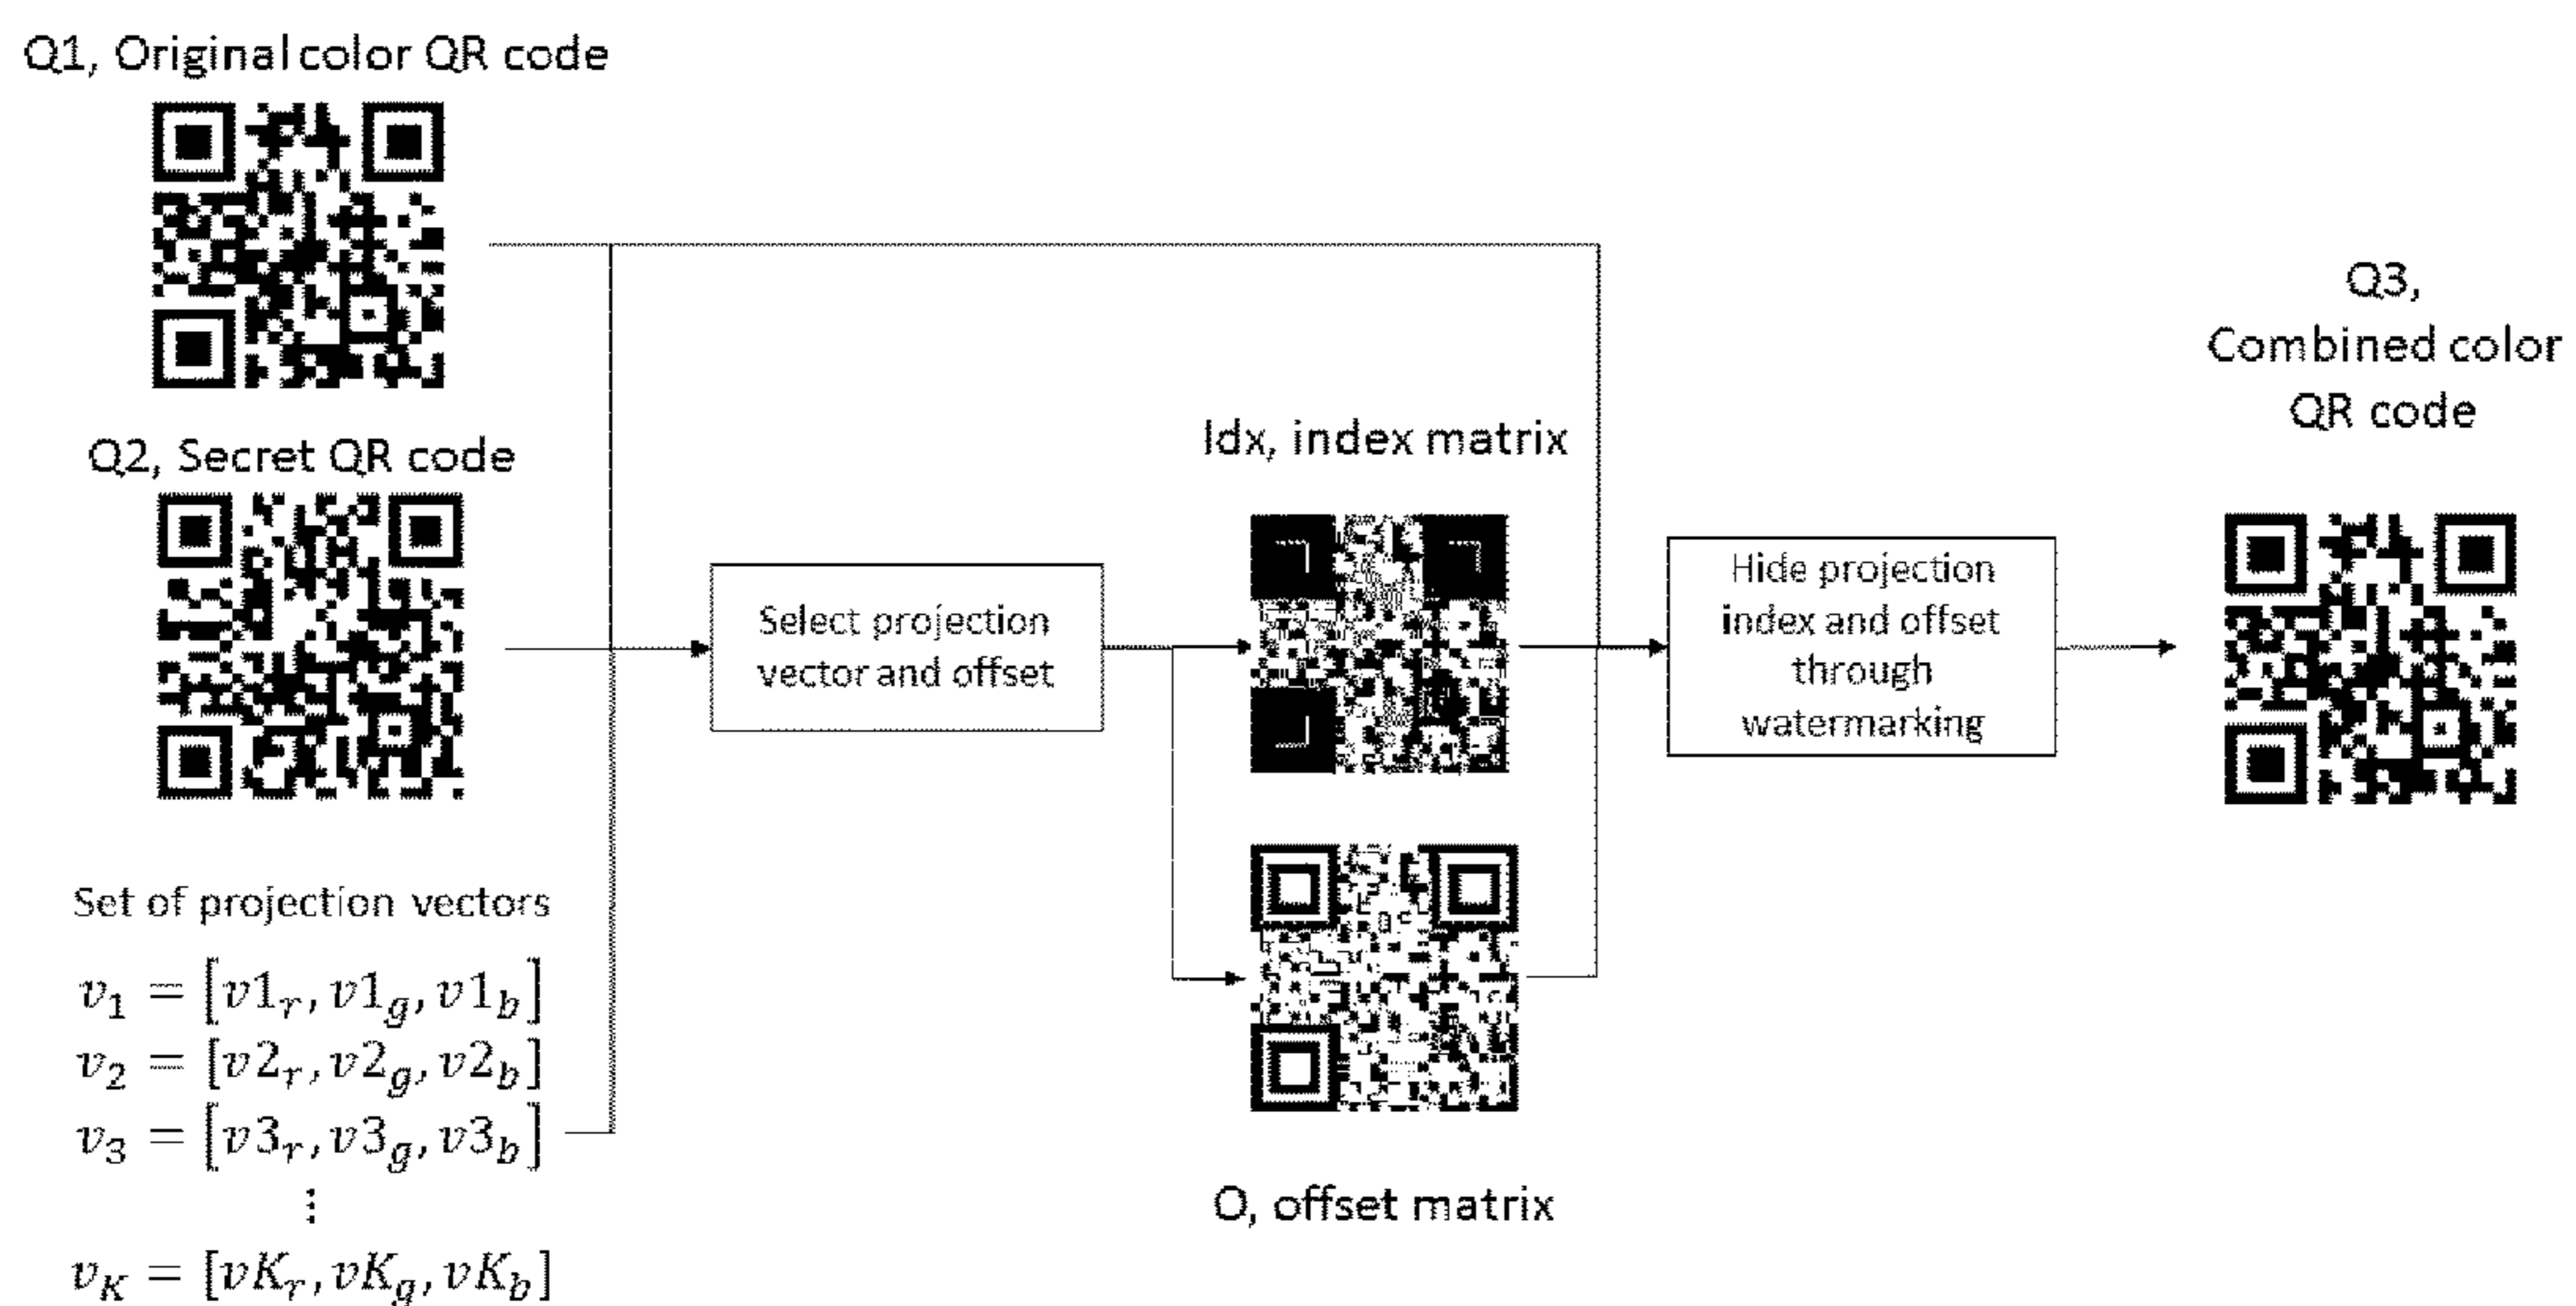 Q1, Original color QR code
Q2, Secret QR code
Set of projection vectors
v₁ = [v1ᵣ, v1g, v1b]
v₂ = [v2ᵣ, v2g, v2b]
v₃ = [v3ᵣ, v3g, v3b]
⋮
v_K = [vKᵣ, vKg, vKb]
Select projection
vector and offset
Idx, index matrix
O, offset matrix
Hide projection
index and offset
through
watermarking
Q3,
Combined color
QR code